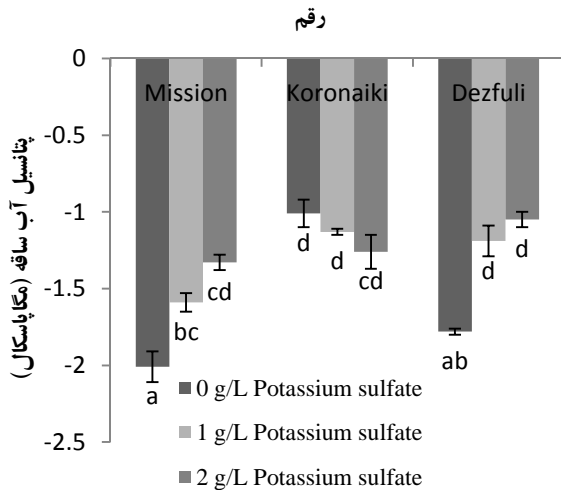 رقم
0
-0.5
-1
-1.5
-2
-2.5
پتانسیل آب ساقه (مگاپاسکال)
Mission
Koronaiki
Dezfuli
a
bc
cd
d
d
cd
ab
d
d
0 g/L Potassium sulfate
1 g/L Potassium sulfate
2 g/L Potassium sulfate